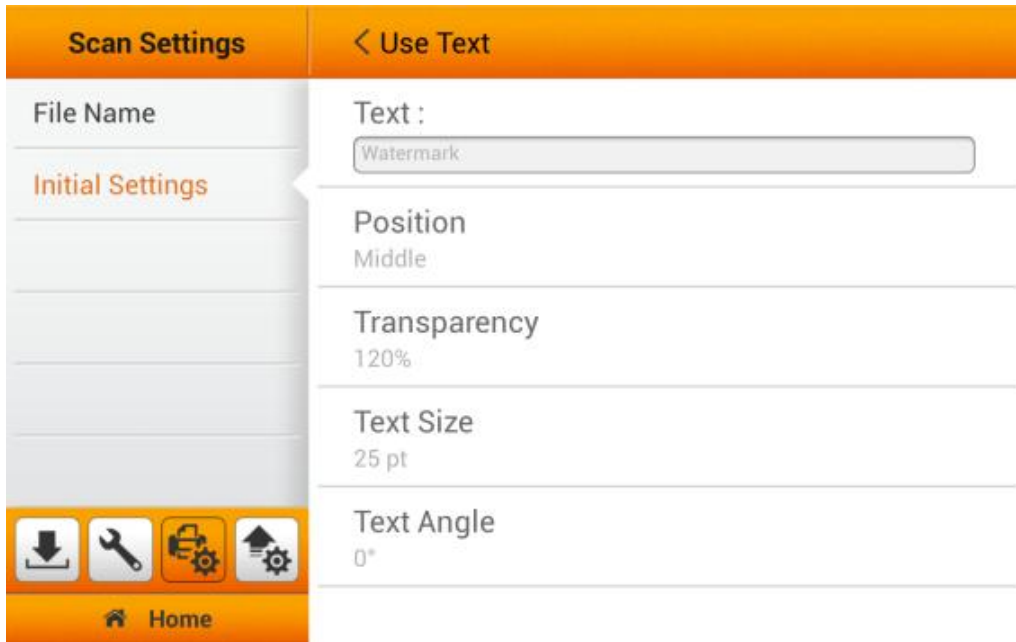 Scan Settings
< Use Text
File Name
Initial Settings
Home
Text :
Watermark
Position
Middle
Transparency
120%
Text Size
25 pt
Text Angle
0°